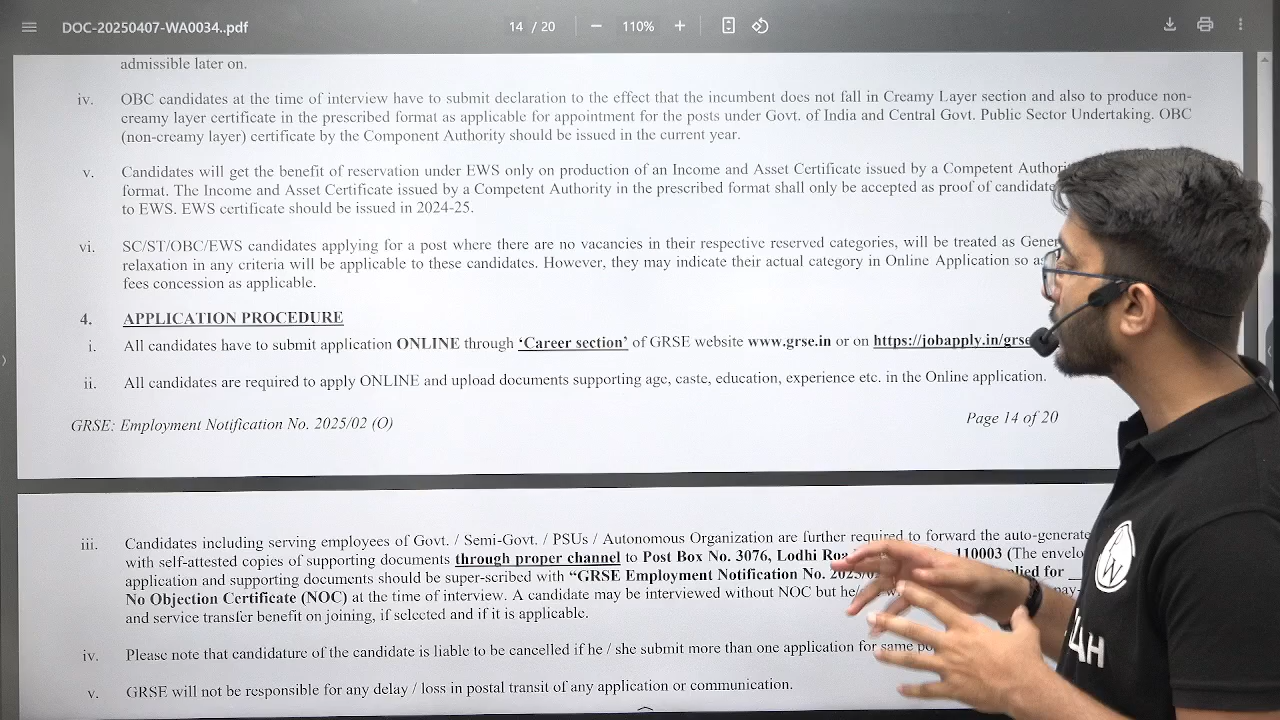 DOC-20250407-WA0034..pdf
14 / 20
110%
admissible later on.
iv. OBC candidates at the time of interview have to submit declaration to the effect that the incumbent does not fall in Creamy Layer section and also to produce non-
creamy layer certificate in the prescribed format as applicable for appointment for the posts under Govt. of India and Central Govt. Public Sector Undertaking. OBC
(non-creamy layer) certificate by the Component Authority should be issued in the current year.
v. Candidates will get the benefit of reservation under EWS only on production of an Income and Asset Certificate issued by a Competent
format. The Income and Asset Certificate issued by a Competent Authority in the prescribed format shall only be accepted as proof of candidate
to EWS. EWS certificate should be issued in 2024-25.
vi. SC/ST/OBC/EWS candidates applying for a post where there are no vacancies in their respective reserved categories, will be treated as
relaxation in any criteria will be applicable to these candidates. However, they may indicate their actual category in Online Application so
fees concession as applicable.
4. APPLICATION PROCEDURE
i. All candidates have to submit application ONLINE through ‘Career section’ of GRSE website www.grse.in or on https://jobapply.in/grse
ii. All candidates are required to apply ONLINE and upload documents supporting age, caste, education, experience etc. in the Online application.
GRSE: Employment Notification No. 2025/02 (O)
Page 14 of 20
iii. Candidates including serving employees of Govt. / Semi-Govt. / PSUs / Autonomous Organization are further required to forward the
with self-attested copies of supporting documents through proper channel to Post Box No. 3076, Lodhi 110003 (The
application and supporting documents should be super-scribed with “GRSE Employment Notification No. for
No Objection Certificate (NOC) at the time of interview. A candidate may be interviewed without NOC but
and service transfer benefit on joining, if selected and if it is applicable.
iv. Please note that candidature of the candidate is liable to be cancelled if he / she submit more than one application for same
v. GRSE will not be responsible for any delay / loss in postal transit of any application or communication.